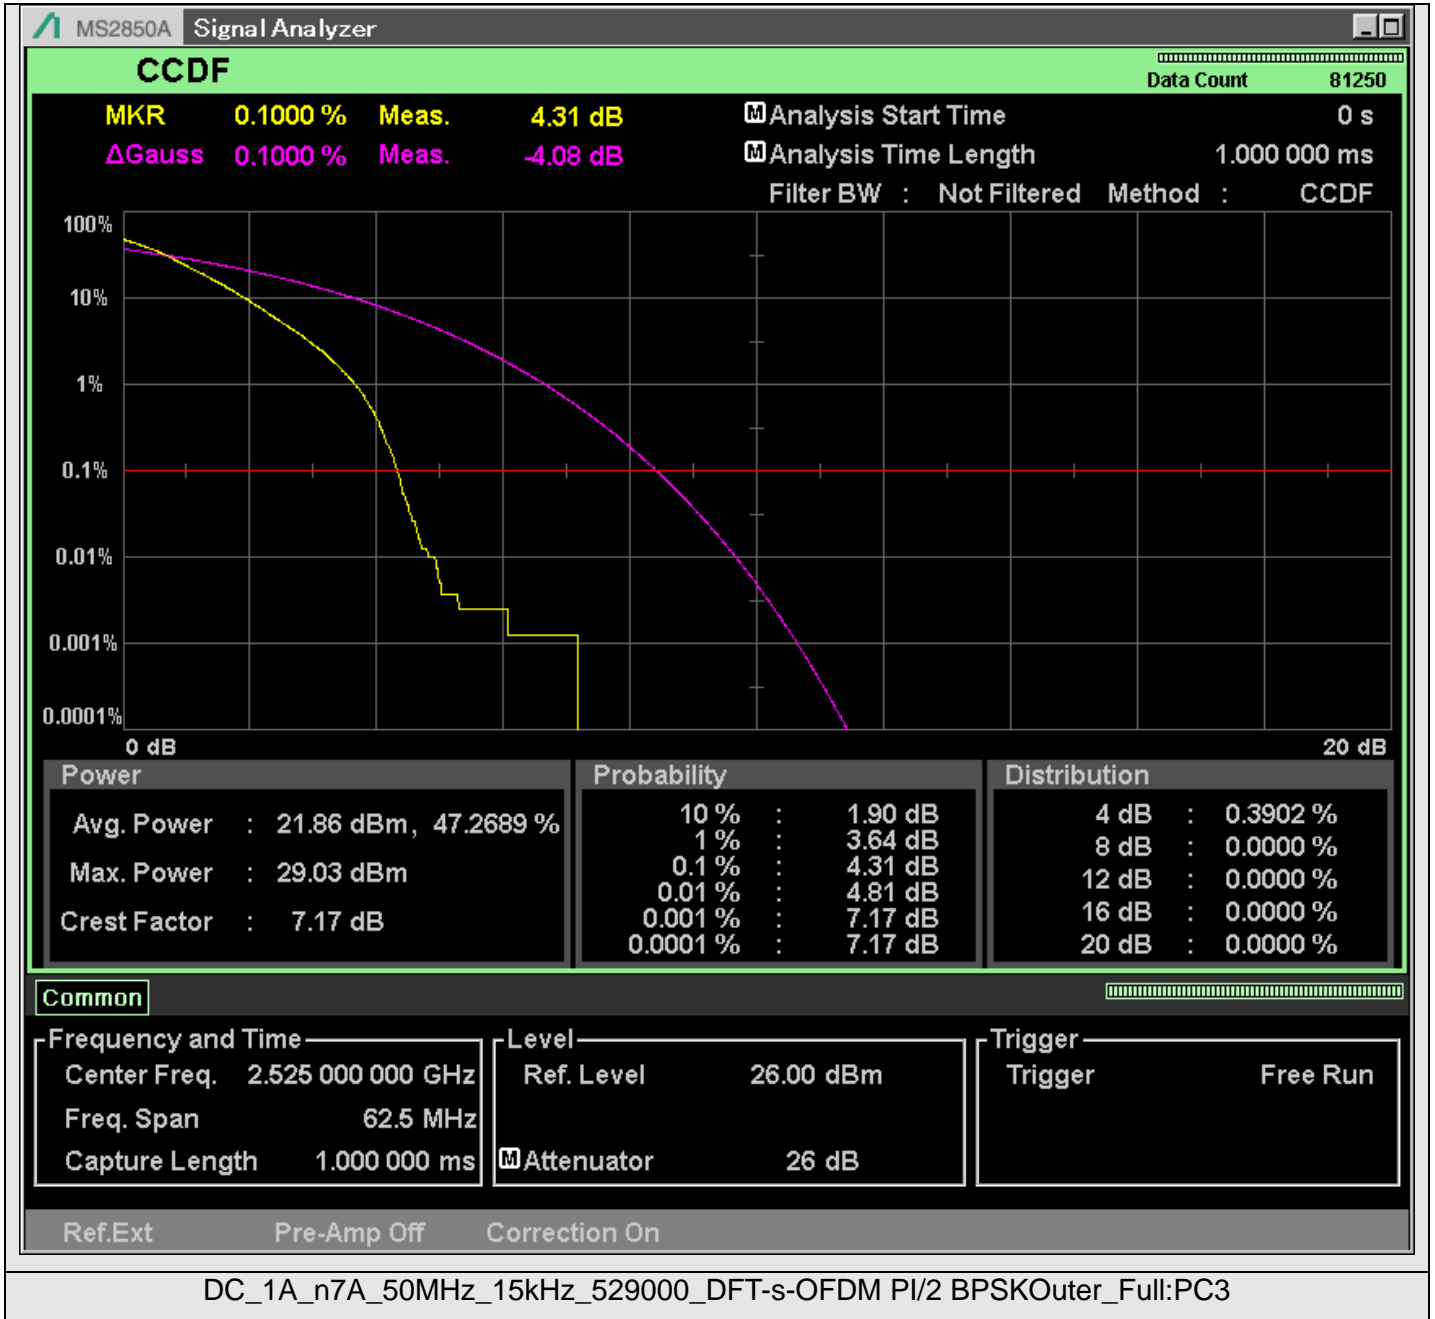 MS2850A Signal Analyzer
CCDF
Data Count 81250
MKR 0.1000 % Meas. 4.31 dB
ΔGauss 0.1000 % Meas. -4.08 dB
M Analysis Start Time 0 s
M Analysis Time Length 1.000 000 ms
Filter BW : Not Filtered Method : CCDF
100%
10%
1%
0.1%
0.01%
0.001%
0.0001%
0 dB 20 dB
Power
Avg. Power : 21.86 dBm, 47.2689 %
Max. Power : 29.03 dBm
Crest Factor : 7.17 dB
Probability
10 % : 1.90 dB
1 % : 3.64 dB
0.1 % : 4.31 dB
0.01 % : 4.81 dB
0.001 % : 7.17 dB
0.0001 % : 7.17 dB
Distribution
4 dB : 0.3902 %
8 dB : 0.0000 %
12 dB : 0.0000 %
16 dB : 0.0000 %
20 dB : 0.0000 %
Common
Frequency and Time
Center Freq. 2.525 000 000 GHz
Freq. Span 62.5 MHz
Capture Length 1.000 000 ms
Level
Ref. Level 26.00 dBm
M Attenuator 26 dB
Trigger
Trigger Free Run
Ref.Ext Pre-Amp Off Correction On
DC_1A_n7A_50MHz_15kHz_529000_DFT-s-OFDM PI/2 BPSKOuter_Full:PC3